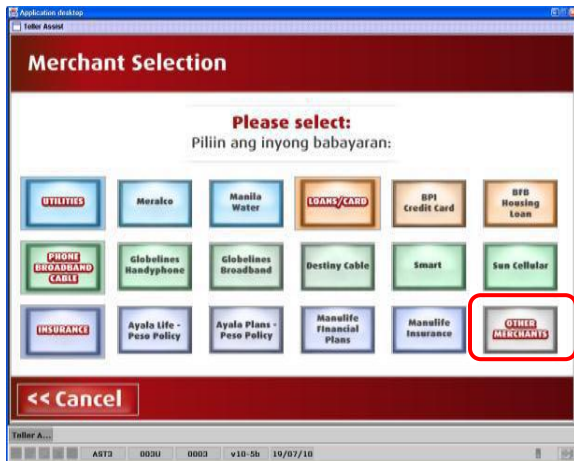 Application desktop
Teller Assist
Merchant Selection
Please select:
Piliin ang inyong babayaran:
UTILITIES
Meralco
Manila
Water
LOANS/CARD
BPI
Credit Card
BFB
Housing
Loan
PHONE
BROADBAND
CABLE
Globelines
Handyphone
Globelines
Broadband
Destiny Cable
Smart
Sun Cellular
INSURANCE
Ayala Life -
Peso Policy
Ayala Plans -
Peso Policy
Manulife
Financial
Plans
Manulife
Insurance
OTHER
MERCHANTS
<< Cancel
Teller A...
AST3 003U 0003 v10-5b 19/07/10